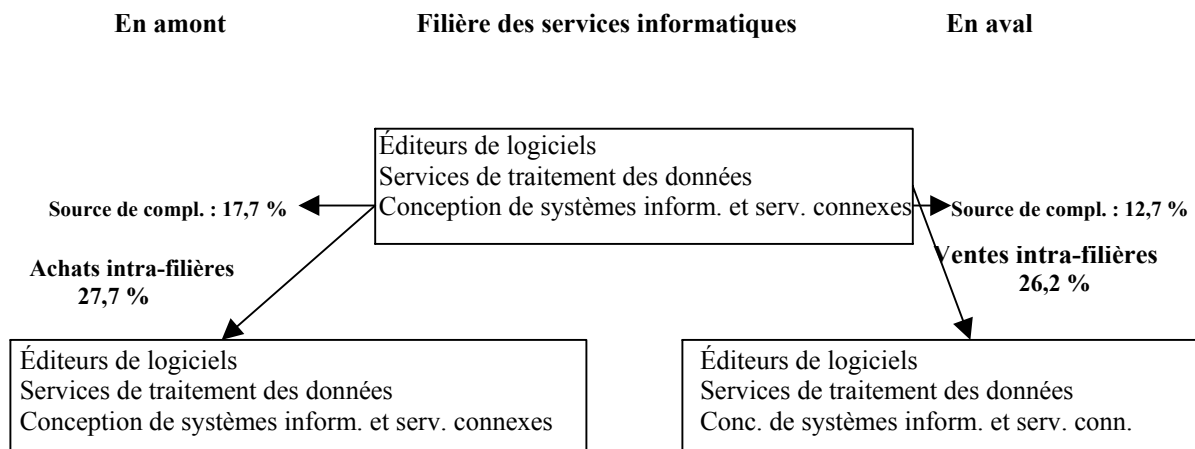 En amont Filière des services informatiques En aval
Éditeurs de logiciels
Services de traitement des données
Conception de systèmes inform. et serv. connexes
Source de compl. : 17,7 %
Source de compl. : 12,7 %
Achats intra-filières
27,7 %
Ventes intra-filières
26,2 %
Éditeurs de logiciels
Services de traitement des données
Conception de systèmes inform. et serv. connexes
Éditeurs de logiciels
Services de traitement des données
Conc. de systèmes inform. et serv. conn.